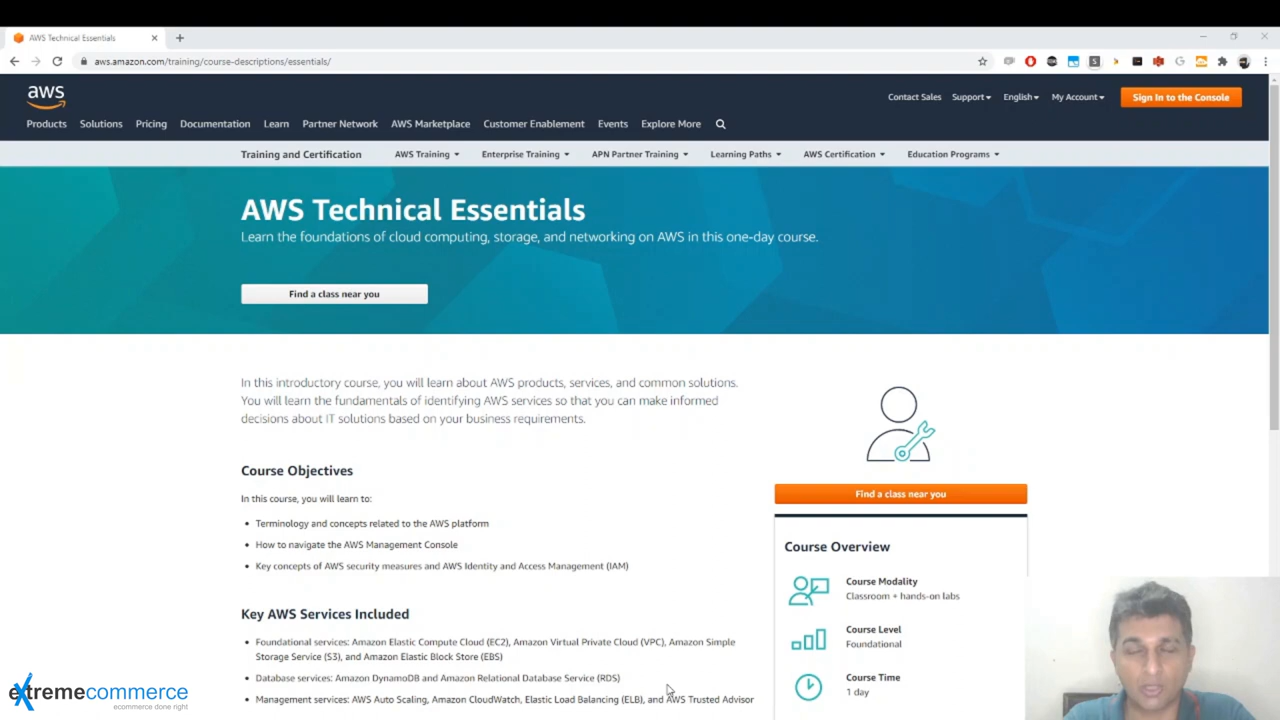 AWS Technical Essentials
aws.amazon.com/training/course-descriptions/essentials/
aws
Contact Sales Support English My Account Sign In to the Console
Products Solutions Pricing Documentation Learn Partner Network AWS Marketplace Customer Enablement Events Explore More
Training and Certification AWS Training Enterprise Training APN Partner Training Learning Paths AWS Certification Education Programs
AWS Technical Essentials
Learn the foundations of cloud computing, storage, and networking on AWS in this one-day course.
Find a class near you
In this introductory course, you will learn about AWS products, services, and common solutions.
You will learn the fundamentals of identifying AWS services so that you can make informed
decisions about IT solutions based on your business requirements.
Course Objectives
In this course, you will learn to:
• Terminology and concepts related to the AWS platform
• How to navigate the AWS Management Console
• Key concepts of AWS security measures and AWS Identity and Access Management (IAM)
Key AWS Services Included
• Foundational services: Amazon Elastic Compute Cloud (EC2), Amazon Virtual Private Cloud (VPC), Amazon Simple
Storage Service (S3), and Amazon Elastic Block Store (EBS)
• Database services: Amazon DynamoDB and Amazon Relational Database Service (RDS)
• Management services: AWS Auto Scaling, Amazon CloudWatch, Elastic Load Balancing (ELB), and AWS Trusted Advisor
Find a class near you
Course Overview
Course Modality
Classroom + hands-on labs
Course Level
Foundational
Course Time
1 day
extremecommerce
ecommerce done right